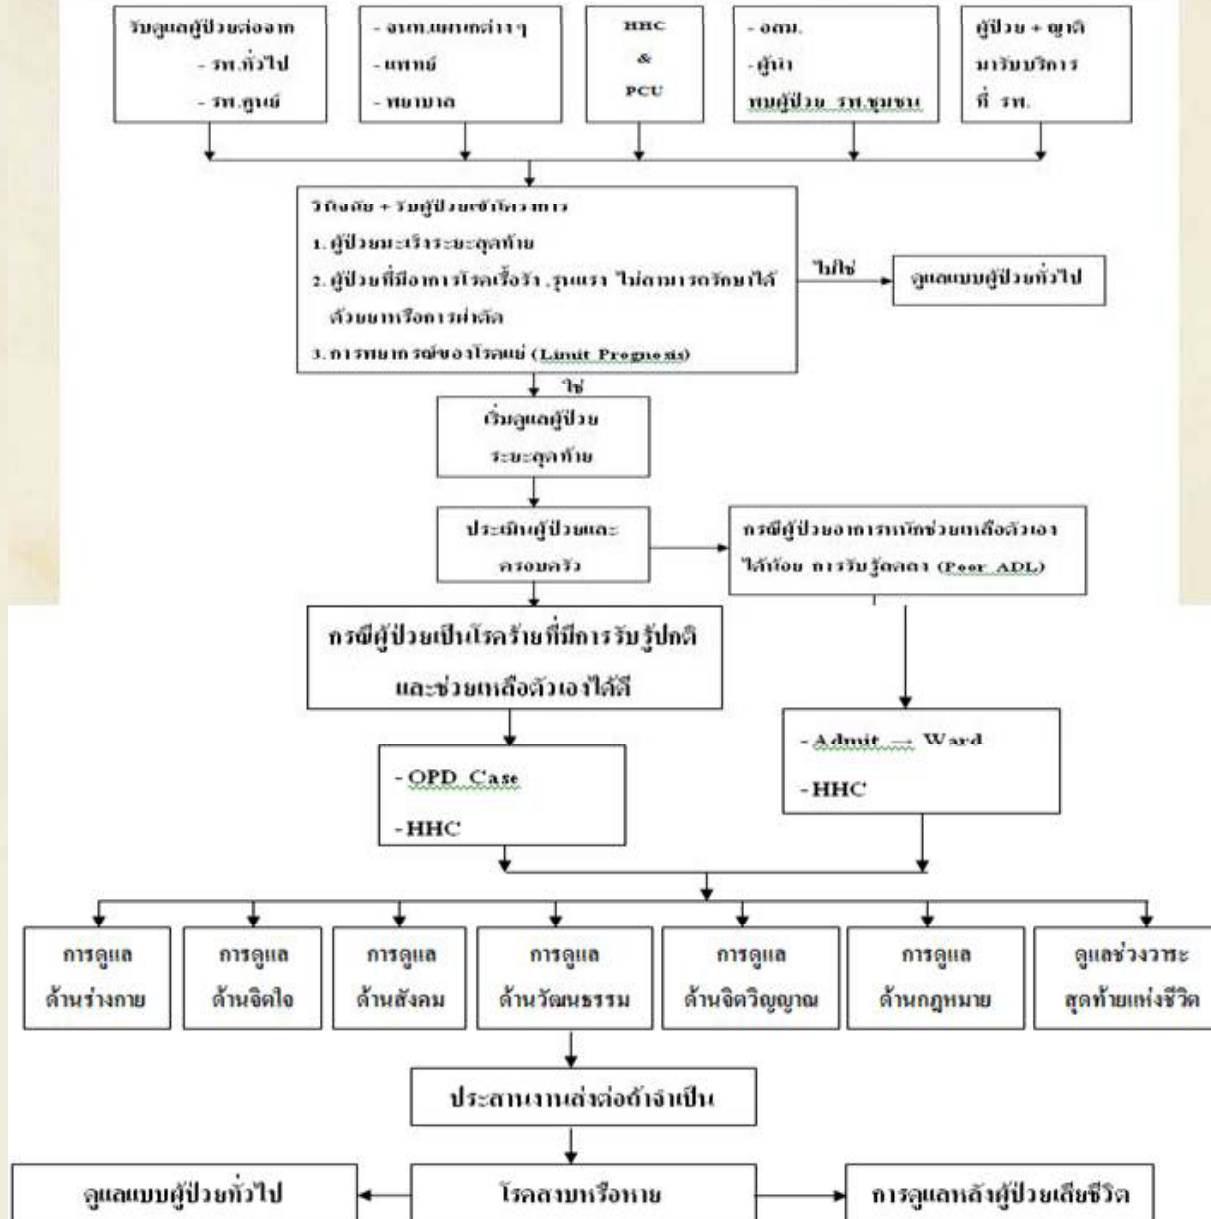 รับดูแลผู้ป่วยต่อจาก
- รพ.ทั่วไป
- รพ.ศูนย์
- จนท.แผนกต่างๆ
- แพทย์
- พยาบาล
HHC
&
PCU
- อสม.
- ผู้นำ
พบผู้ป่วย รพ.ชุมชน
ผู้ป่วย + ญาติ
มารับบริการ
ที่ รพ.
วินิจฉัย + รับผู้ป่วยเข้าโครงการ
1. ผู้ป่วยมะเร็งระยะสุดท้าย
2. ผู้ป่วยที่มีอาการโรคเรื้อรัง ,รุนแรง ไม่สามารถรักษาได้
ด้วยยาหรือการผ่าตัด
3. การพยากรณ์ของโรคแย่ (Limit Prognosis)
ไม่ใช่
ดูแลแบบผู้ป่วยทั่วไป
ใช่
เริ่มดูแลผู้ป่วย
ระยะสุดท้าย
ประเมินผู้ป่วยและ
ครอบครัว
กรณีผู้ป่วยอาการหนักช่วยเหลือตัวเอง
ได้น้อย การรับรู้ลดลง (Poor ADL)
กรณีผู้ป่วยเป็นโรคร้ายที่มีการรับรู้ปกติ
และช่วยเหลือตัวเองได้ดี
- OPD Case
- HHC
- Admit → Ward
- HHC
การดูแล
ด้านร่างกาย
การดูแล
ด้านจิตใจ
การดูแล
ด้านสังคม
การดูแล
ด้านวัฒนธรรม
การดูแล
ด้านจิตวิญญาณ
การดูแล
ด้านกฎหมาย
ดูแลช่วงวาระ
สุดท้ายแห่งชีวิต
ประสานงานส่งต่อถ้าจำเป็น
ดูแลแบบผู้ป่วยทั่วไป
โรคสงบหรือหาย
การดูแลหลังผู้ป่วยเสียชีวิต